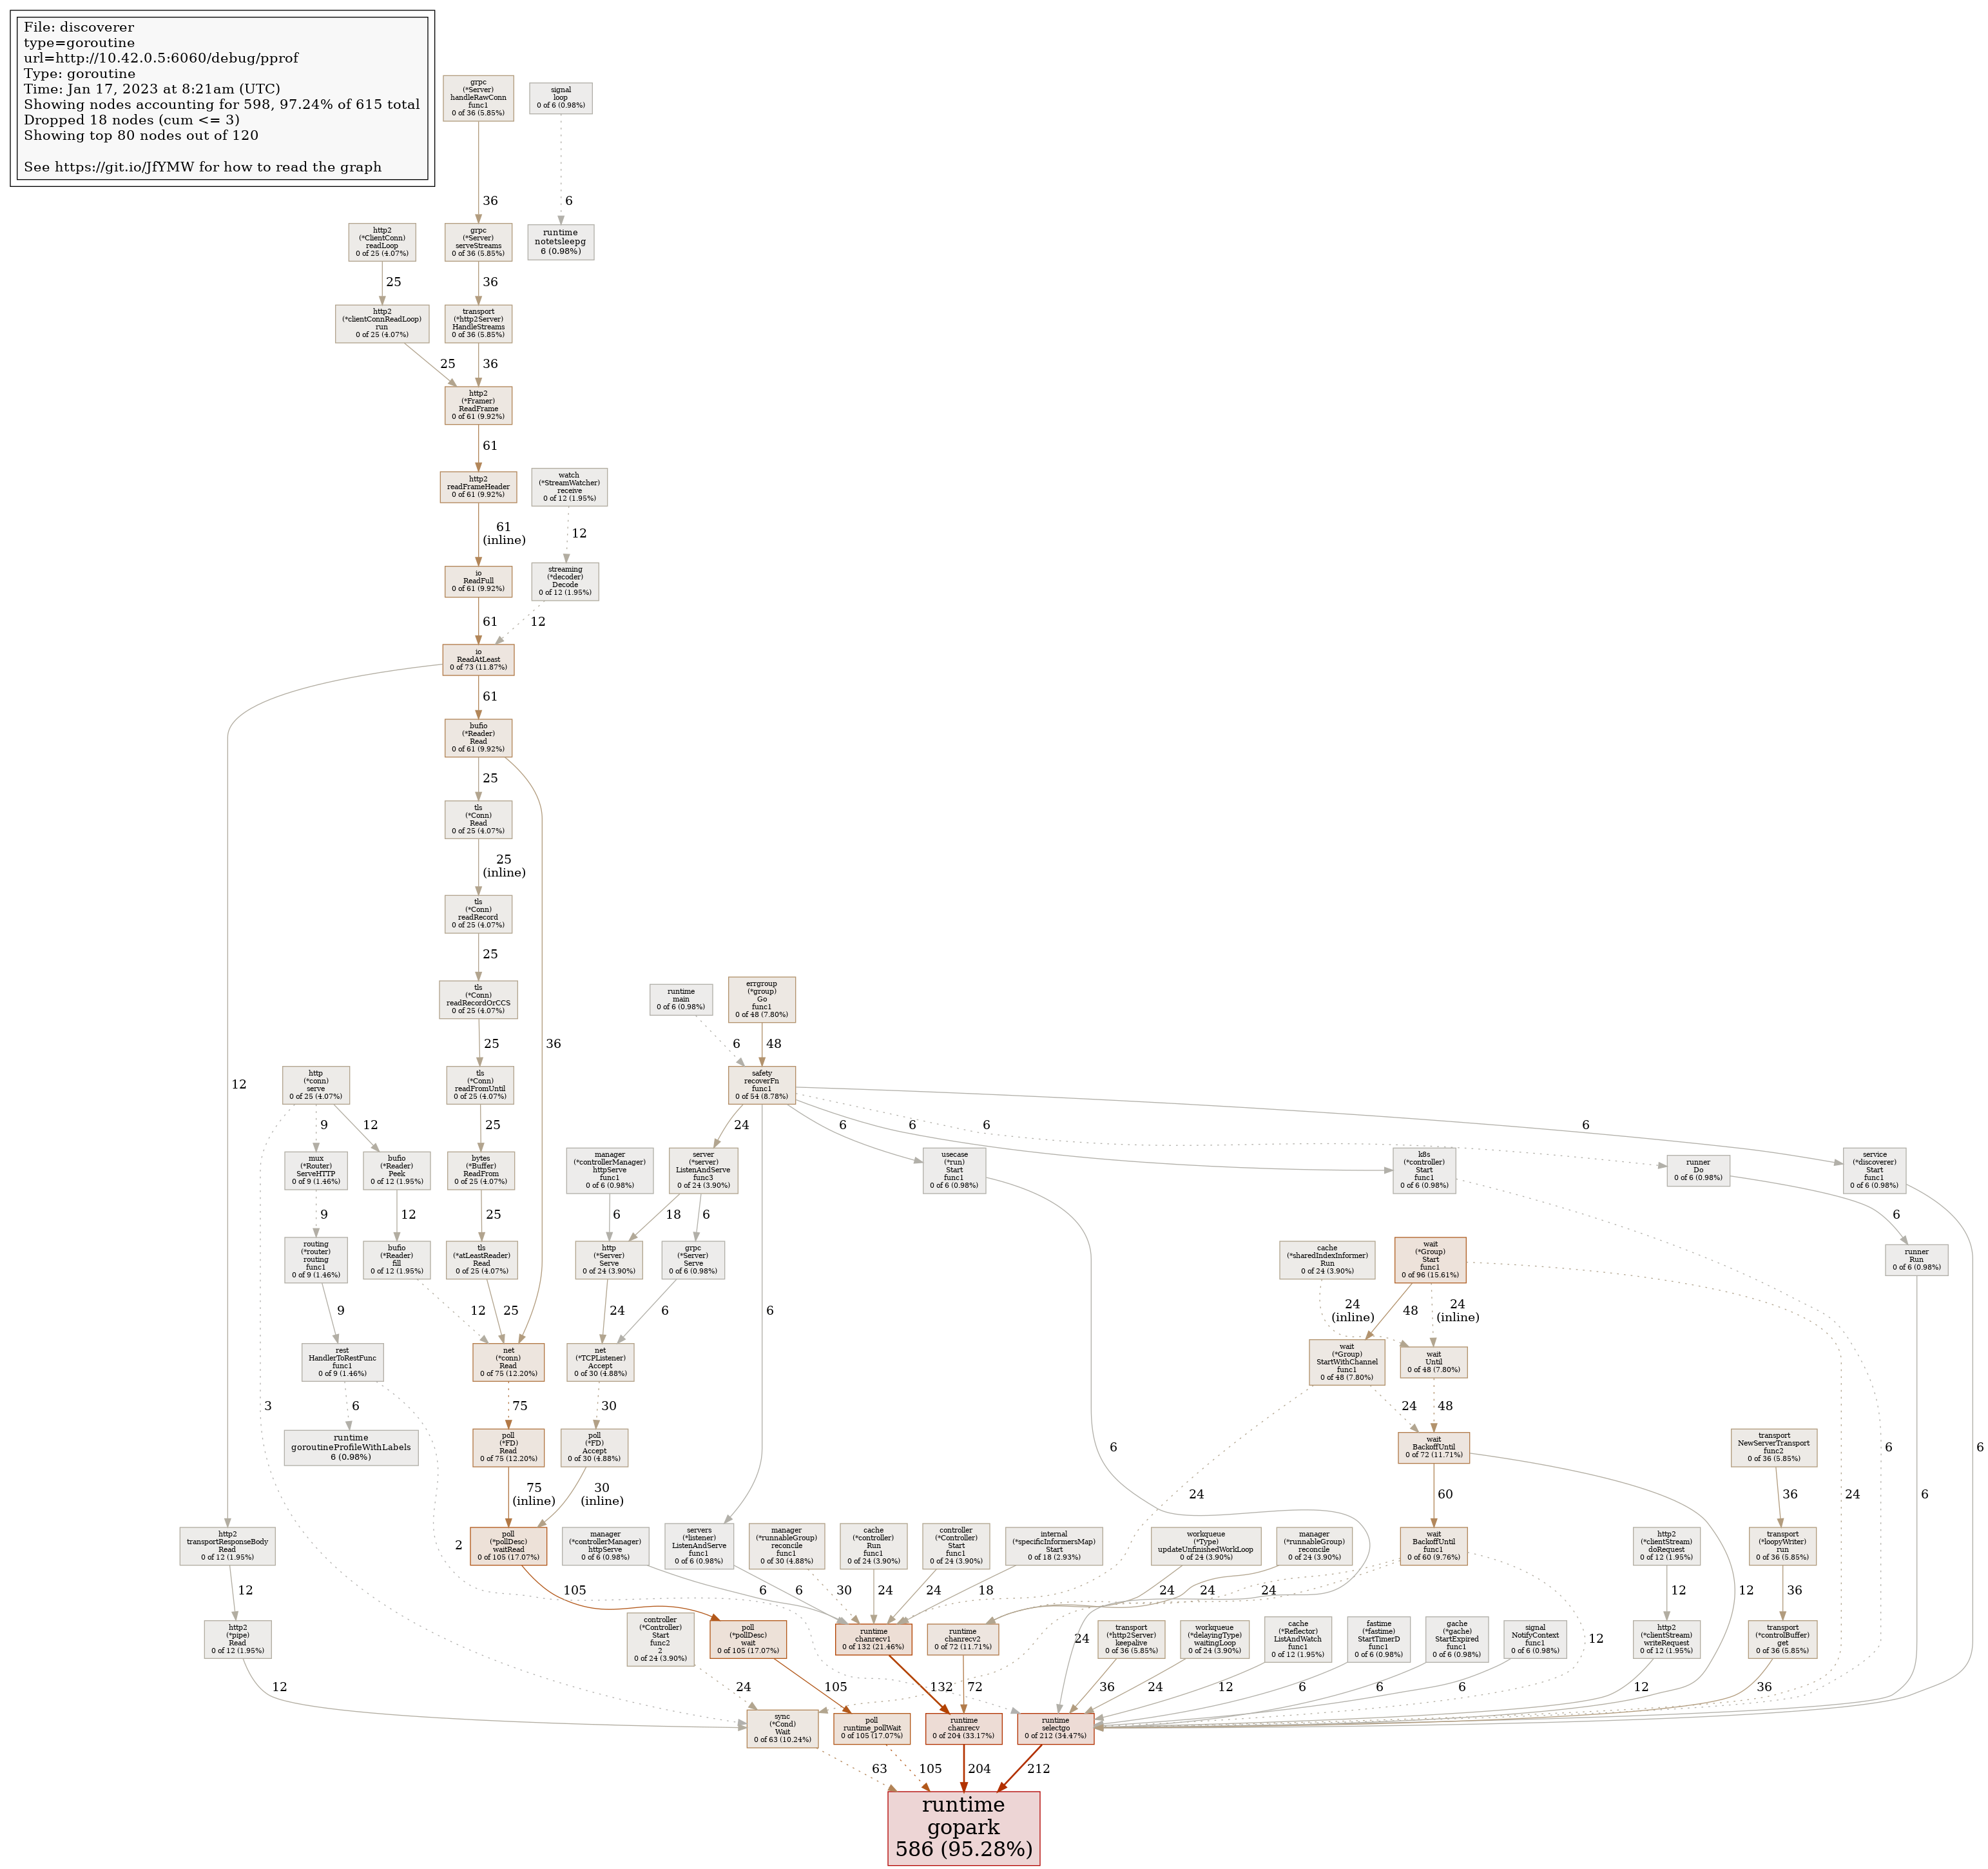 File: discoverer
type=goroutine
url=http://10.42.0.5:6060/debug/pprof
Type: goroutine
Time: Jan 17, 2023 at 8:21am (UTC)
Showing nodes accounting for 598, 97.24% of 615 total
Dropped 18 nodes (cum <= 3)
Showing top 80 nodes out of 120
See https://git.io/JfYMW for how to read the graph
grpc
(*Server)
handleRawConn
func1
0 of 36 (5.85%)
signal
loop
0 of 6 (0.98%)
36
6
http2
(*ClientConn)
readLoop
0 of 25 (4.07%)
grpc
(*Server)
serveStreams
0 of 36 (5.85%)
runtime
notetsleepg
6 (0.98%)
25
36
http2
(*clientConnReadLoop)
run
0 of 25 (4.07%)
transport
(*http2Server)
HandleStreams
0 of 36 (5.85%)
25
36
http2
(*Framer)
ReadFrame
0 of 61 (9.92%)
61
http2
readFrameHeader
0 of 61 (9.92%)
watch
(*StreamWatcher)
receive
0 of 12 (1.95%)
61
(inline)
12
io
ReadFull
0 of 61 (9.92%)
streaming
(*decoder)
Decode
0 of 12 (1.95%)
61
12
io
ReadAtLeast
0 of 73 (11.87%)
61
12
bufio
(*Reader)
Read
0 of 61 (9.92%)
25
36
tls
(*Conn)
Read
0 of 25 (4.07%)
25
(inline)
tls
(*Conn)
readRecord
0 of 25 (4.07%)
25
tls
(*Conn)
readRecordOrCCS
0 of 25 (4.07%)
runtime
main
0 of 6 (0.98%)
errgroup
(*group)
Go
func1
0 of 48 (7.80%)
25
6
48
http
(*conn)
serve
0 of 25 (4.07%)
tls
(*Conn)
readFromUntil
0 of 25 (4.07%)
safety
recoverFn
func1
0 of 54 (8.78%)
3
9
12
25
24
6
6
6
6
6
mux
(*Router)
ServeHTTP
0 of 9 (1.46%)
bufio
(*Reader)
Peek
0 of 12 (1.95%)
bytes
(*Buffer)
ReadFrom
0 of 25 (4.07%)
manager
(*controllerManager)
httpServe
func1
0 of 6 (0.98%)
server
(*server)
ListenAndServe
func3
0 of 24 (3.90%)
usecase
(*run)
Start
func1
0 of 6 (0.98%)
k8s
(*controller)
Start
func1
0 of 6 (0.98%)
runner
Do
0 of 6 (0.98%)
service
(*discoverer)
Start
func1
0 of 6 (0.98%)
9
12
25
6
18
6
6
6
6
6
routing
(*router)
routing
func1
0 of 9 (1.46%)
bufio
(*Reader)
fill
0 of 12 (1.95%)
tls
(*atLeastReader)
Read
0 of 25 (4.07%)
http
(*Server)
Serve
0 of 24 (3.90%)
grpc
(*Server)
Serve
0 of 6 (0.98%)
cache
(*sharedIndexInformer)
Run
0 of 24 (3.90%)
wait
(*Group)
Start
func1
0 of 96 (15.61%)
runner
Run
0 of 6 (0.98%)
9
12
25
24
6
24
(inline)
48
24
(inline)
24
6
rest
HandlerToRestFunc
func1
0 of 9 (1.46%)
net
(*conn)
Read
0 of 75 (12.20%)
net
(*TCPListener)
Accept
0 of 30 (4.88%)
wait
(*Group)
StartWithChannel
func1
0 of 48 (7.80%)
wait
Until
0 of 48 (7.80%)
6
2
75
30
24
24
48
runtime
goroutineProfileWithLabels
6 (0.98%)
poll
(*FD)
Read
0 of 75 (12.20%)
poll
(*FD)
Accept
0 of 30 (4.88%)
wait
BackoffUntil
0 of 72 (11.71%)
transport
NewServerTransport
func2
0 of 36 (5.85%)
75
(inline)
30
(inline)
60
12
36
http2
transportResponseBody
Read
0 of 12 (1.95%)
poll
(*pollDesc)
waitRead
0 of 105 (17.07%)
manager
(*controllerManager)
httpServe
0 of 6 (0.98%)
servers
(*listener)
ListenAndServe
func1
0 of 6 (0.98%)
manager
(*runnableGroup)
reconcile
func1
0 of 30 (4.88%)
cache
(*controller)
Run
func1
0 of 24 (3.90%)
controller
(*Controller)
Start
func1
0 of 24 (3.90%)
internal
(*specificInformersMap)
Start
0 of 18 (2.93%)
workqueue
(*Type)
updateUnfinishedWorkLoop
0 of 24 (3.90%)
manager
(*runnableGroup)
reconcile
0 of 24 (3.90%)
wait
BackoffUntil
func1
0 of 60 (9.76%)
http2
(*clientStream)
doRequest
0 of 12 (1.95%)
transport
(*loopyWriter)
run
0 of 36 (5.85%)
12
105
6
6
30
24
24
18
24
24
24
24
12
12
36
http2
(*pipe)
Read
0 of 12 (1.95%)
controller
(*Controller)
Start
func2
2
0 of 24 (3.90%)
poll
(*pollDesc)
wait
0 of 105 (17.07%)
runtime
chanrecv1
0 of 132 (21.46%)
runtime
chanrecv2
0 of 72 (11.71%)
transport
(*http2Server)
keepalive
0 of 36 (5.85%)
workqueue
(*delayingType)
waitingLoop
0 of 24 (3.90%)
cache
(*Reflector)
ListAndWatch
func1
0 of 12 (1.95%)
fastime
(*fastime)
StartTimerD
func1
0 of 6 (0.98%)
gache
(*gache)
StartExpired
func1
0 of 6 (0.98%)
signal
NotifyContext
func1
0 of 6 (0.98%)
http2
(*clientStream)
writeRequest
0 of 12 (1.95%)
transport
(*controlBuffer)
get
0 of 36 (5.85%)
12
24
105
132
72
36
24
12
6
6
6
12
36
sync
(*Cond)
Wait
0 of 63 (10.24%)
poll
runtime_pollWait
0 of 105 (17.07%)
runtime
chanrecv
0 of 204 (33.17%)
runtime
selectgo
0 of 212 (34.47%)
63
105
204
212
runtime
gopark
586 (95.28%)